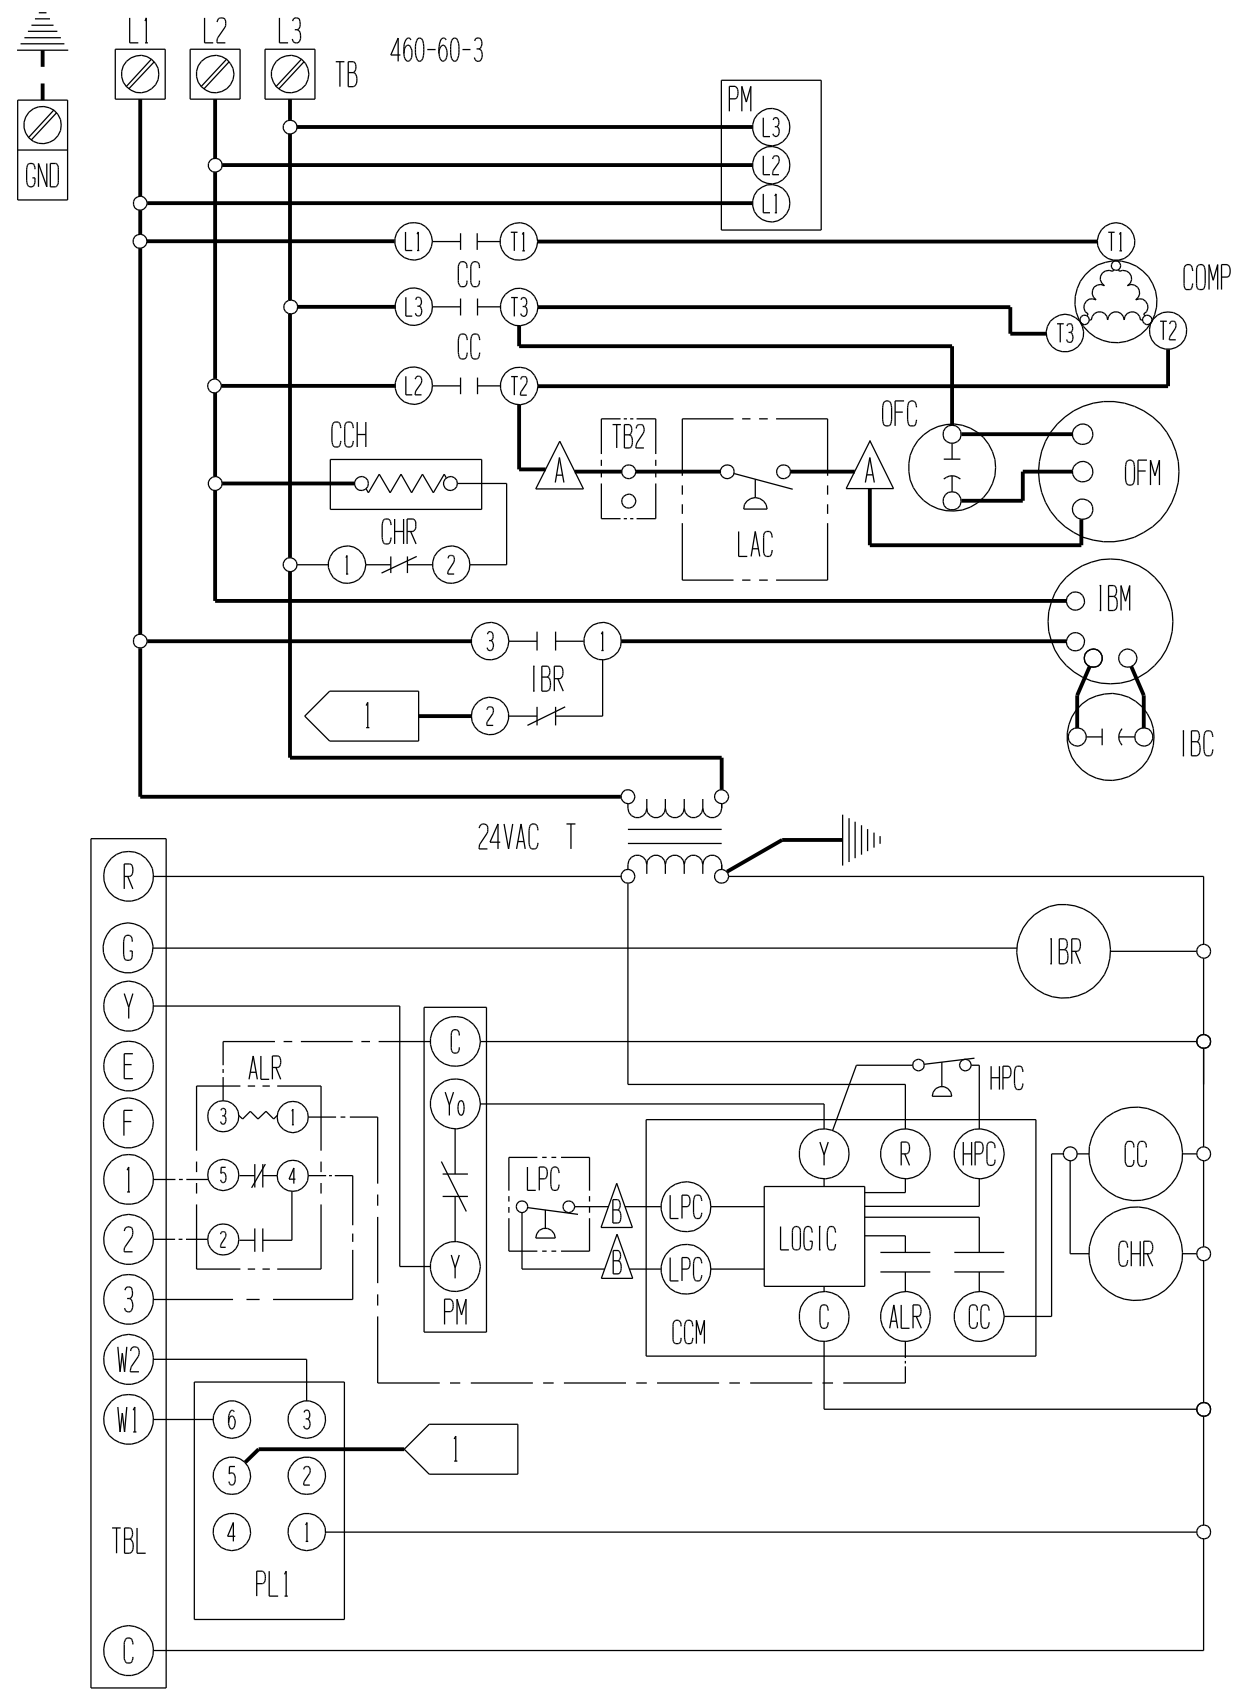 L1 L2 L3
460-60-3
TB
GND
PM
L3
L2
L1
L1 T1 T1
CC
COMP
L3 T3
T3 T2
CC
L2 T2
OFC
CCH
TB2
A A
OFM
CHR
LAC
1 2
IBM
3 1
IBR
1 2
IBC
24VAC T
R
G IBR
Y
C
E ALR
HPC
Yo
F 3 1
Y R HPC CC
1 5 4
LPC
B LPC
2 2
LOGIC
CHR
B LPC
Y
3
PM
C ALR CC
CCM
W2
W1 6 3
1
5 2
4 1
TBL
PL1
C